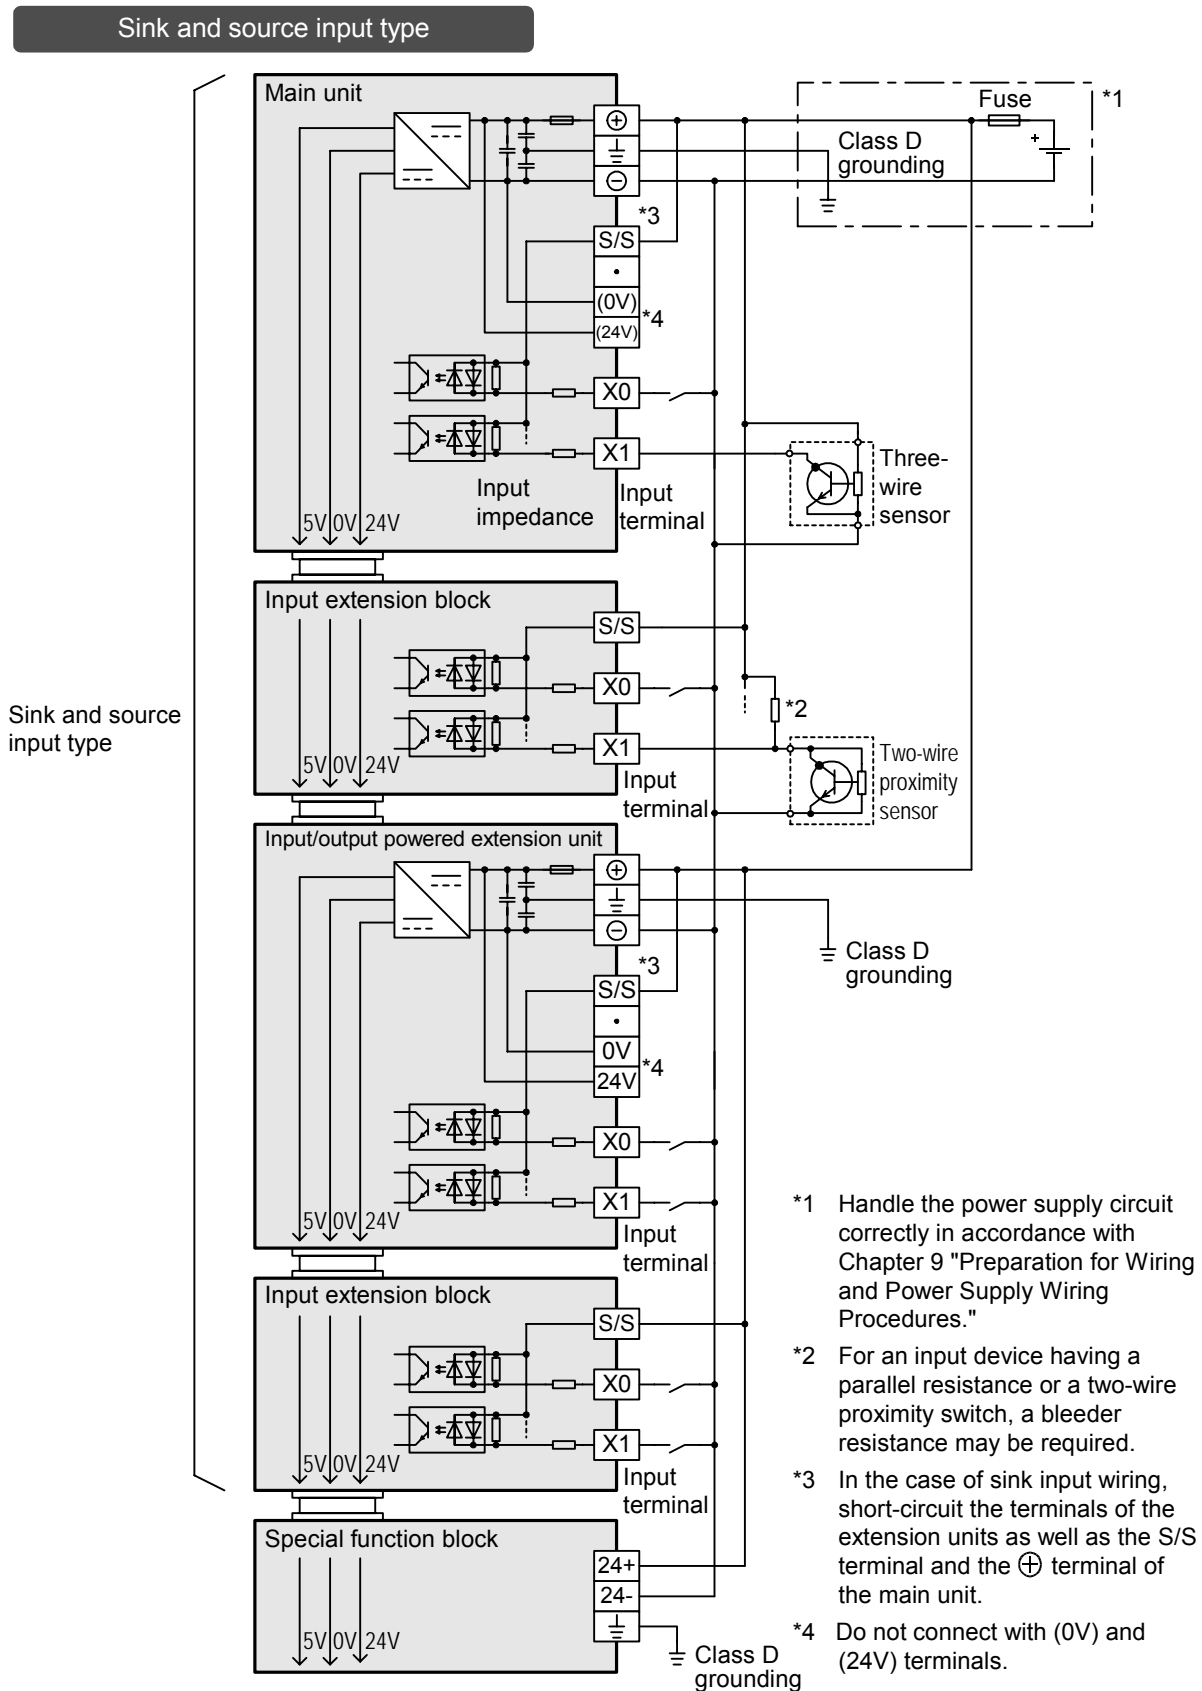 Sink and source input type
Main unit
Fuse
*1
Class D
grounding
*3
S/S
(0V)
*4
(24V)
X0
X1
Input
impedance
Input
terminal
Three-
wire
sensor
5V 0V 24V
Input extension block
S/S
X0
*2
X1
Sink and source
input type
5V 0V 24V
Input
terminal
Two-wire
proximity
sensor
Input/output powered extension unit
Class D
grounding
*3
S/S
0V
*4
24V
X0
X1
5V 0V 24V
Input
terminal
Input extension block
S/S
X0
X1
5V 0V 24V
Input
terminal
Special function block
24+
24-
5V 0V 24V
Class D
grounding
*1 Handle the power supply circuit
correctly in accordance with
Chapter 9 "Preparation for Wiring
and Power Supply Wiring
Procedures."
*2 For an input device having a
parallel resistance or a two-wire
proximity switch, a bleeder
resistance may be required.
*3 In the case of sink input wiring,
short-circuit the terminals of the
extension units as well as the S/S
terminal and the ⊕ terminal of
the main unit.
*4 Do not connect with (0V) and
(24V) terminals.